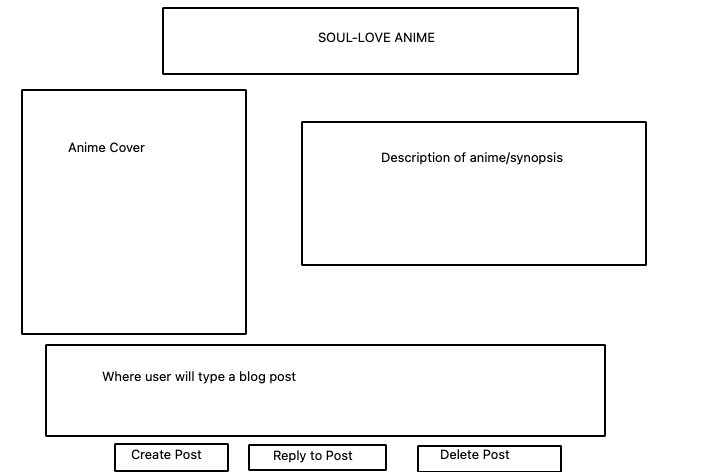 SOUL-LOVE ANIME
Anime Cover
Description of anime/synopsis
Where user will type a blog post
Create Post
Reply to Post
Delete Post